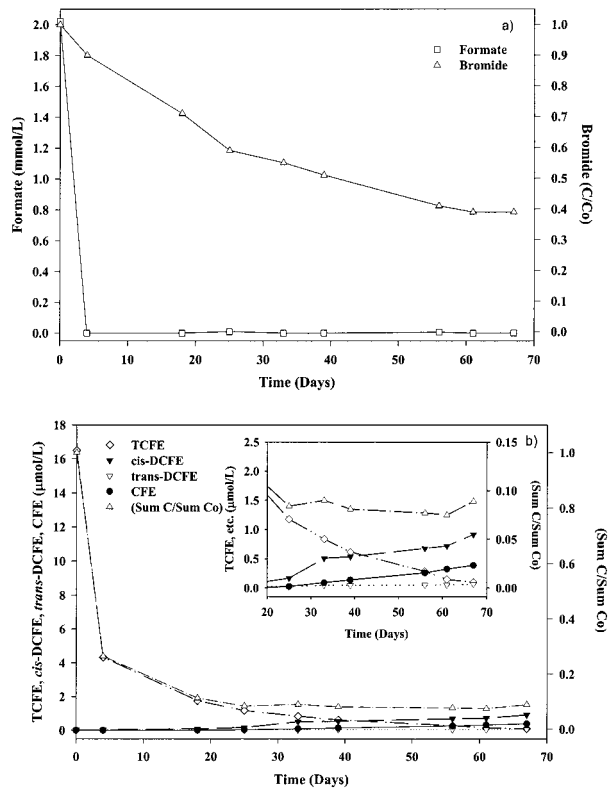 a)
Formate
Bromide
2.0
1.8
1.6
1.4
1.2
1.0
0.8
0.6
0.4
0.2
0.0
Formate (mmol/L)
1.0
0.9
0.8
0.7
0.6
0.5
0.4
0.3
0.2
0.1
0.0
Bromide (C/Co)
0 10 20 30 40 50 60 70
Time (Days)
b)
TCFE
cis-DCFE
trans-DCFE
CFE
(Sum C/Sum Co)
18
16
14
12
10
8
6
4
2
0
TCFE, cis-DCFE, trans-DCFE, CFE (µmol/L)
2.5
2.0
1.5
1.0
0.5
0.0
TCFE, etc. (µmol/L)
0.15
0.10
0.05
0.00
(Sum C/Sum Co)
20 30 40 50 60 70
Time (Days)
1.0
0.8
0.6
0.4
0.2
0.0
(Sum C/Sum Co)
0 10 20 30 40 50 60 70
Time (Days)